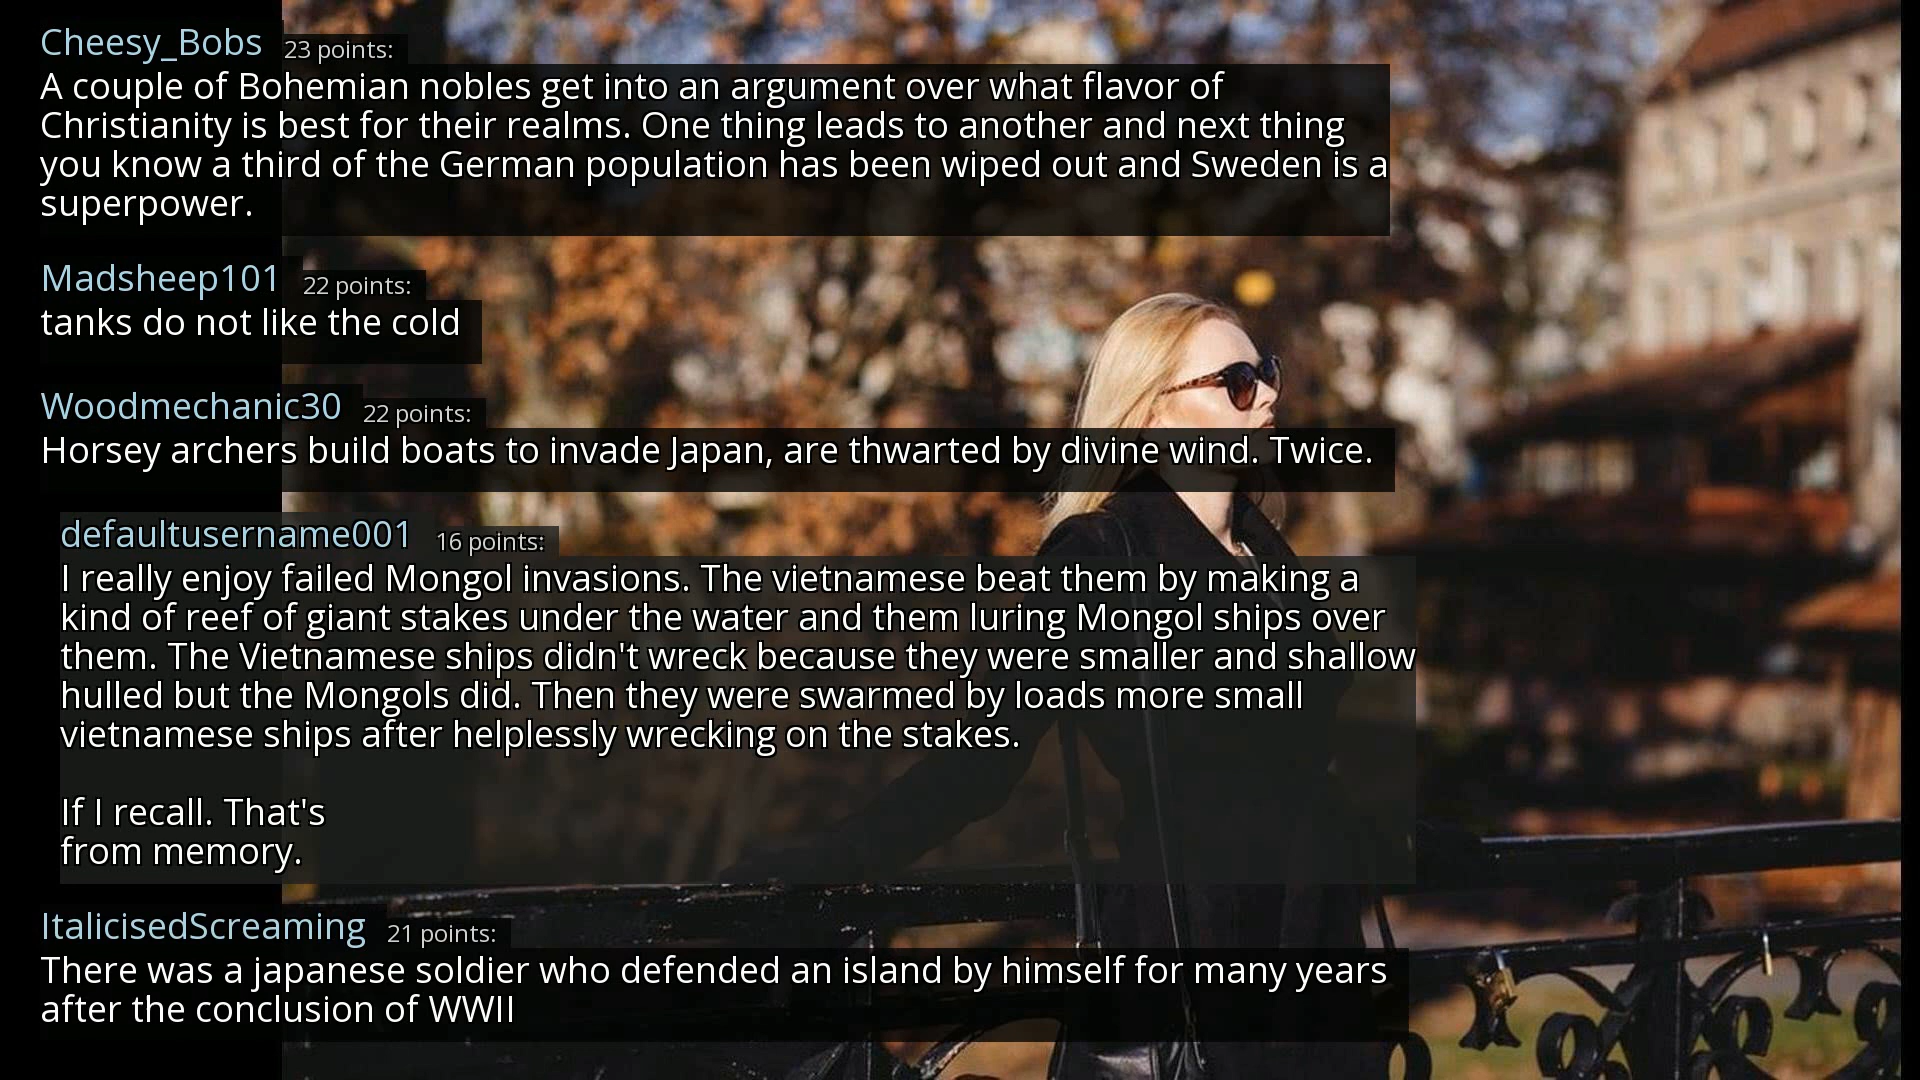 Cheesy_Bobs 23 points:
A couple of Bohemian nobles get into an argument over what flavor of
Christianity is best for their realms. One thing leads to another and next thing
you know a third of the German population has been wiped out and Sweden is a
superpower.
Madsheep101 22 points:
tanks do not like the cold
Woodmechanic30 22 points:
Horsey archers build boats to invade Japan, are thwarted by divine wind. Twice.
defaultusername001 16 points:
I really enjoy failed Mongol invasions. The vietnamese beat them by making a
kind of reef of giant stakes under the water and them luring Mongol ships over
them. The Vietnamese ships didn't wreck because they were smaller and shallow
hulled but the Mongols did. Then they were swarmed by loads more small
vietnamese ships after helplessly wrecking on the stakes.
If I recall. That's
from memory.
ItalicisedScreaming 21 points:
There was a japanese soldier who defended an island by himself for many years
after the conclusion of WWII